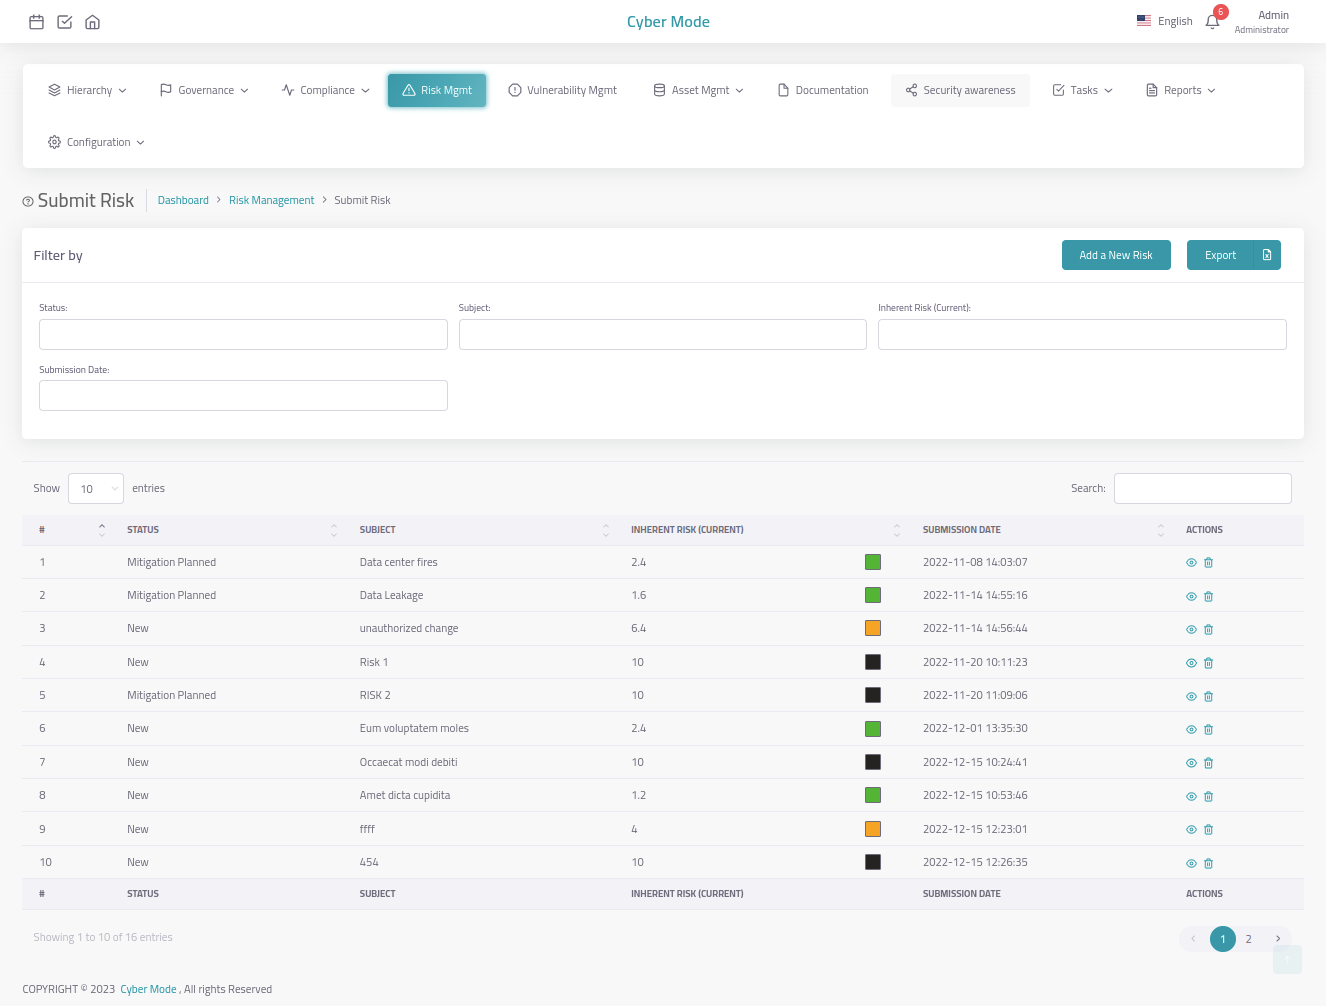 Cyber Mode
English
6
Admin
Administrator
Hierarchy
Governance
Compliance
Risk Mgmt
Vulnerability Mgmt
Asset Mgmt
Documentation
Security awareness
Tasks
Reports
Configuration
Submit Risk
Dashboard > Risk Management > Submit Risk
Filter by
Add a New Risk
Export
Status:
Subject:
Inherent Risk (Current):
Submission Date:
Show 10 entries
Search:
# STATUS SUBJECT INHERENT RISK (CURRENT) SUBMISSION DATE ACTIONS
1 Mitigation Planned Data center fires 2.4 2022-11-08 14:03:07
2 Mitigation Planned Data Leakage 1.6 2022-11-14 14:55:16
3 New unauthorized change 6.4 2022-11-14 14:56:44
4 New Risk 1 10 2022-11-20 10:11:23
5 Mitigation Planned RISK 2 10 2022-11-20 11:09:06
6 New Eum voluptatem moles 2.4 2022-12-01 13:35:30
7 New Occaecat modi debiti 10 2022-12-15 10:24:41
8 New Amet dicta cupidita 1.2 2022-12-15 10:53:46
9 New ffff 4 2022-12-15 12:23:01
10 New 454 10 2022-12-15 12:26:35
# STATUS SUBJECT INHERENT RISK (CURRENT) SUBMISSION DATE ACTIONS
Showing 1 to 10 of 16 entries
1 2
COPYRIGHT © 2023 Cyber Mode , All rights Reserved